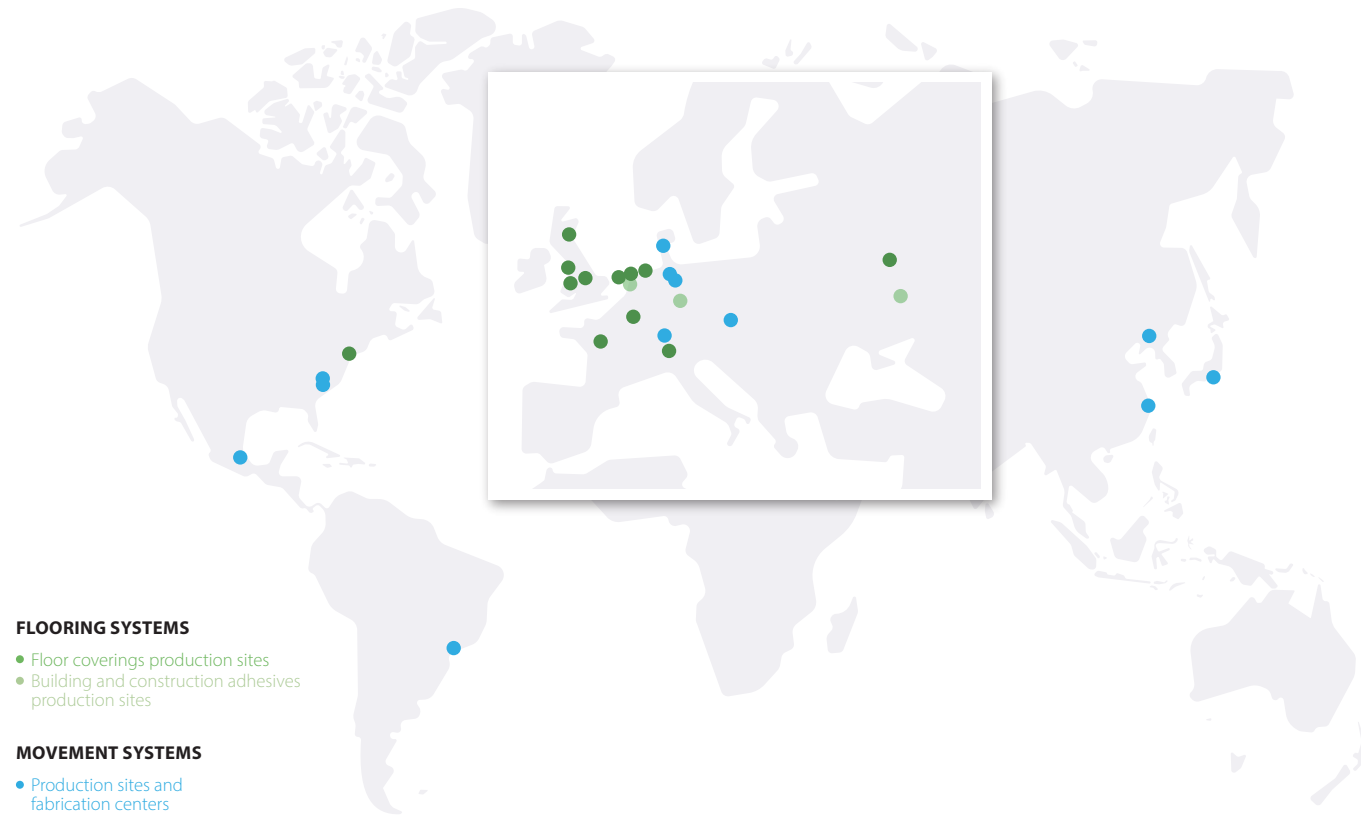 FLOORING SYSTEMS
Floor coverings production sites
Building and construction adhesives
production sites
MOVEMENT SYSTEMS
Production sites and
fabrication centers